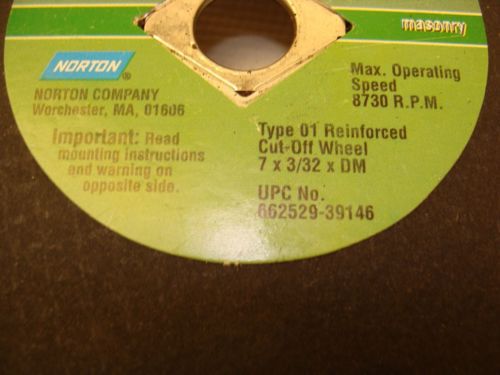 masonry
NORTON
®
NORTON COMPANY
Worchester, MA, 01606
Important: Read
mounting instructions
and warning on
opposite side.
Max. Operating
Speed
8730 R.P.M.
Type 01 Reinforced
Cut-Off Wheel
7 x 3/32 x DM
UPC No.
662529-39146